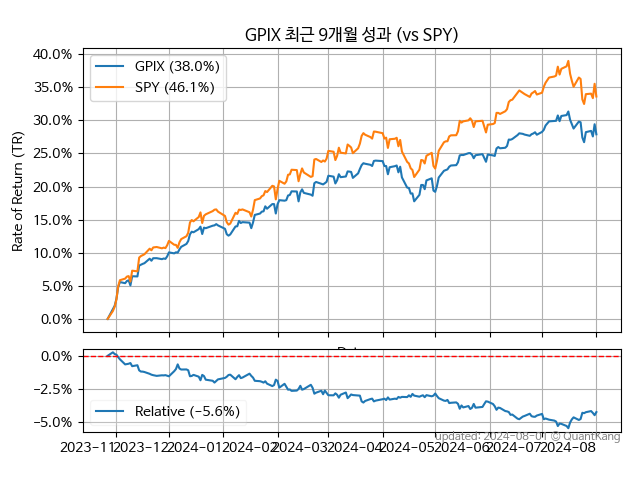 GPIX 최근 9개월 성과 (vs SPY)
40.0%
35.0%
30.0%
25.0%
20.0%
15.0%
10.0%
5.0%
0.0%
Rate of Return (TR)
GPIX (38.0%)
SPY (46.1%)
0.0%
−2.5%
−5.0%
Relative (−5.6%)
updated: 2024-08-01 © QuantKang
2023-11 2023-12 2024-01 2024-02 2024-03 2024-04 2024-05 2024-06 2024-07 2024-08